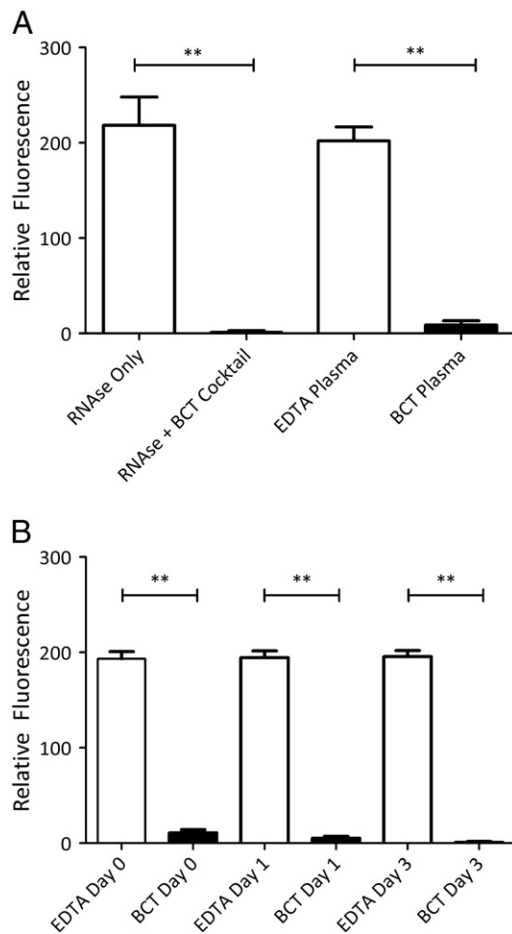 A
300
200
100
0
Relative Fluorescence
**
**
RNAse Only
RNAse + BCT Cocktail
EDTA Plasma
BCT Plasma
B
300
200
100
0
Relative Fluorescence
**
**
**
EDTA Day 0
BCT Day 0
EDTA Day 1
BCT Day 1
EDTA Day 3
BCT Day 3